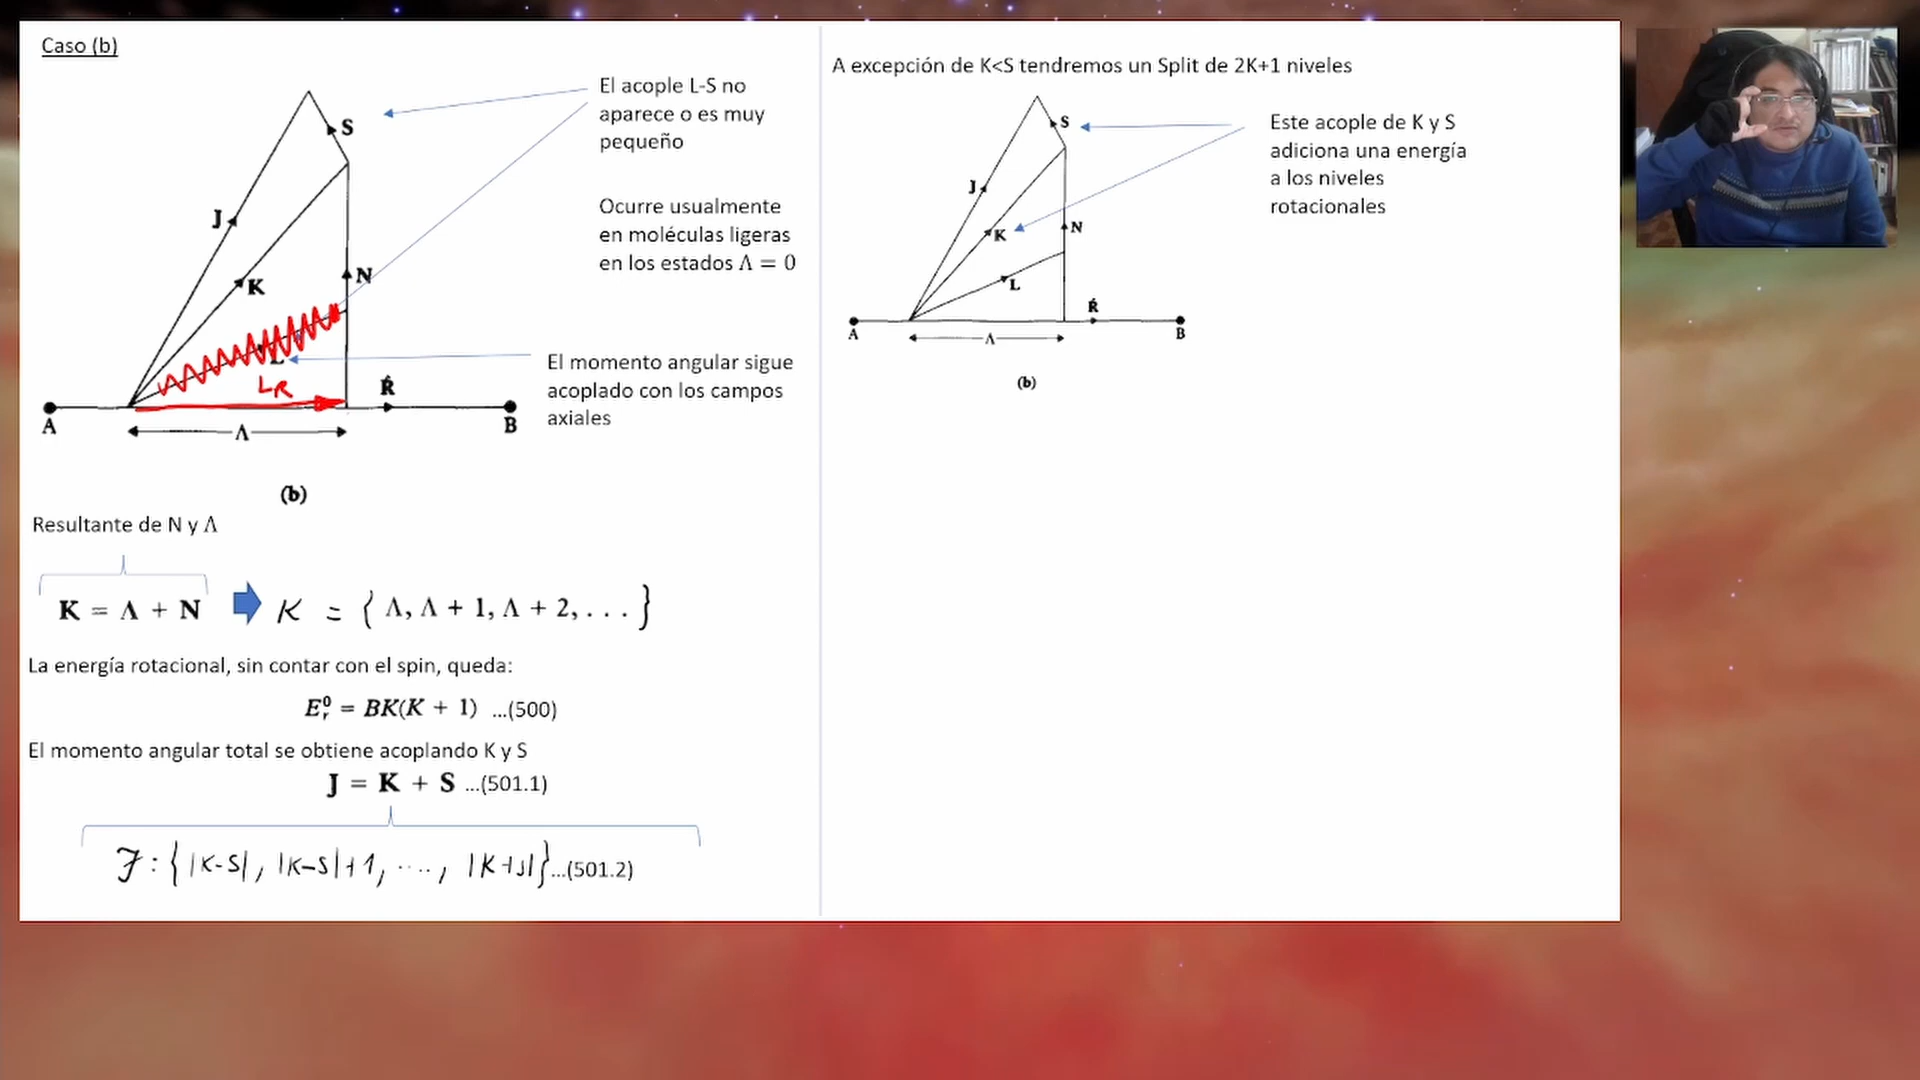 Caso (b)
El acople L-S no
aparece o es muy
pequeño
Ocurre usualmente
en moléculas ligeras
en los estados Λ = 0
S
J
N
K
L
L_R
R̂
El momento angular sigue
acoplado con los campos
axiales
A
Λ
B
(b)
Resultante de N y Λ
K = Λ + N
K = { Λ, Λ + 1, Λ + 2, . . . }
La energía rotacional, sin contar con el spin, queda:
E_r^0 = BK(K + 1) ...(500)
El momento angular total se obtiene acoplando K y S
J = K + S ...(501.1)
J : { |K-S| , |K-S|+1, ...., |K+J| } ...(501.2)
A excepción de K<S tendremos un Split de 2K+1 niveles
Este acople de K y S
adiciona una energía
a los niveles
rotacionales
S
J
K
N
L
R̂
A
Λ
B
(b)